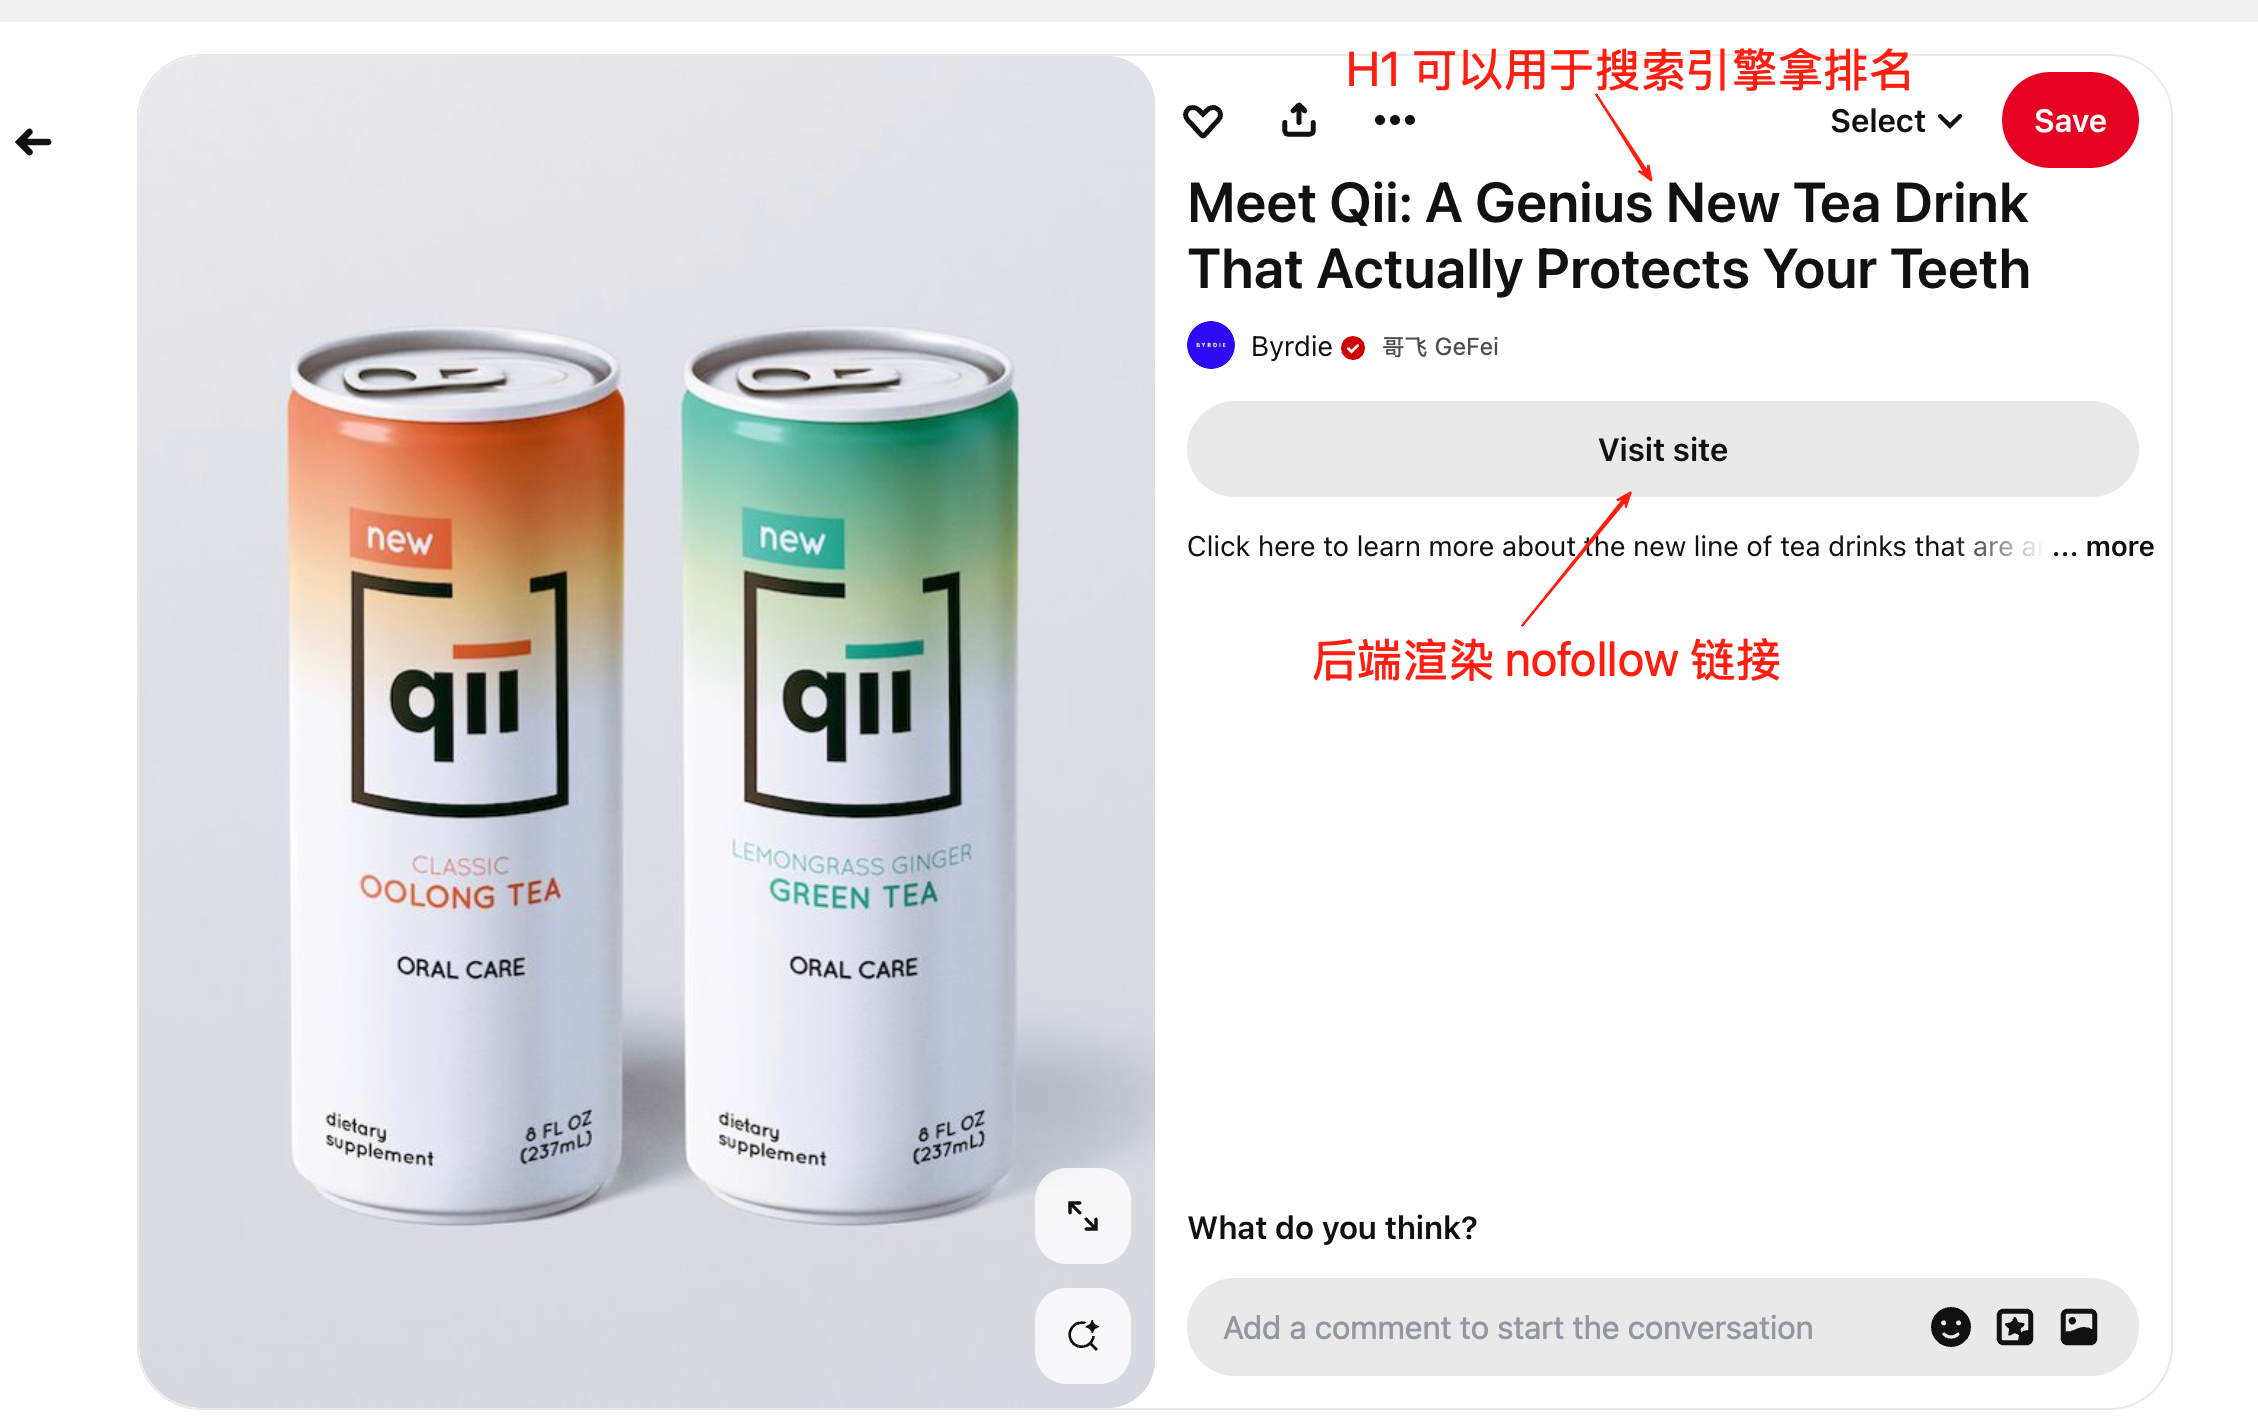 H1 可以用于搜索引擎拿排名
Select
Save
Meet Qii: A Genius New Tea Drink
That Actually Protects Your Teeth
BYRDIE
Byrdie
哥飞 GeFei
Visit site
Click here to learn more about the new line of tea drinks that are a
... more
后端渲染 nofollow 链接
new
qii
CLASSIC
OOLONG TEA
ORAL CARE
dietary
supplement
8 FL OZ
(237mL)
new
qii
LEMONGRASS GINGER
GREEN TEA
ORAL CARE
dietary
supplement
8 FL OZ
(237mL)
What do you think?
Add a comment to start the conversation